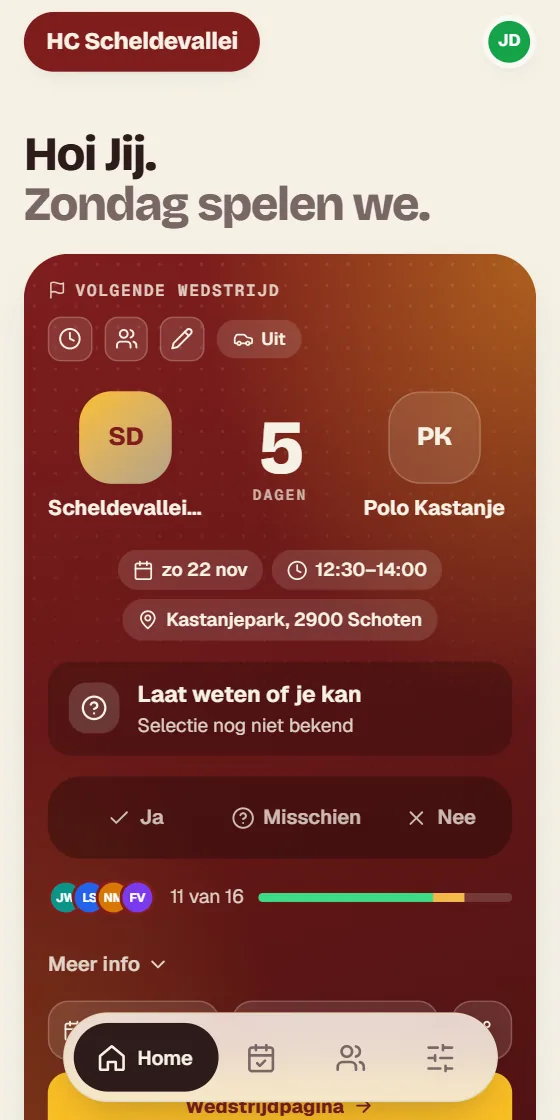 HC Scheldevallei
JD
Hoi Jij.
Zondag spelen we.
VOLGENDE WEDSTRIJD
Uit
SD
5
PK
DAGEN
Scheldevallei...
Polo Kastanje
zo 22 nov
12:30–14:00
Kastanjepark, 2900 Schoten
Laat weten of je kan
Selectie nog niet bekend
Ja
Misschien
Nee
LS
FV
11 van 16
Meer info
Home
Wedstrijdpagina →